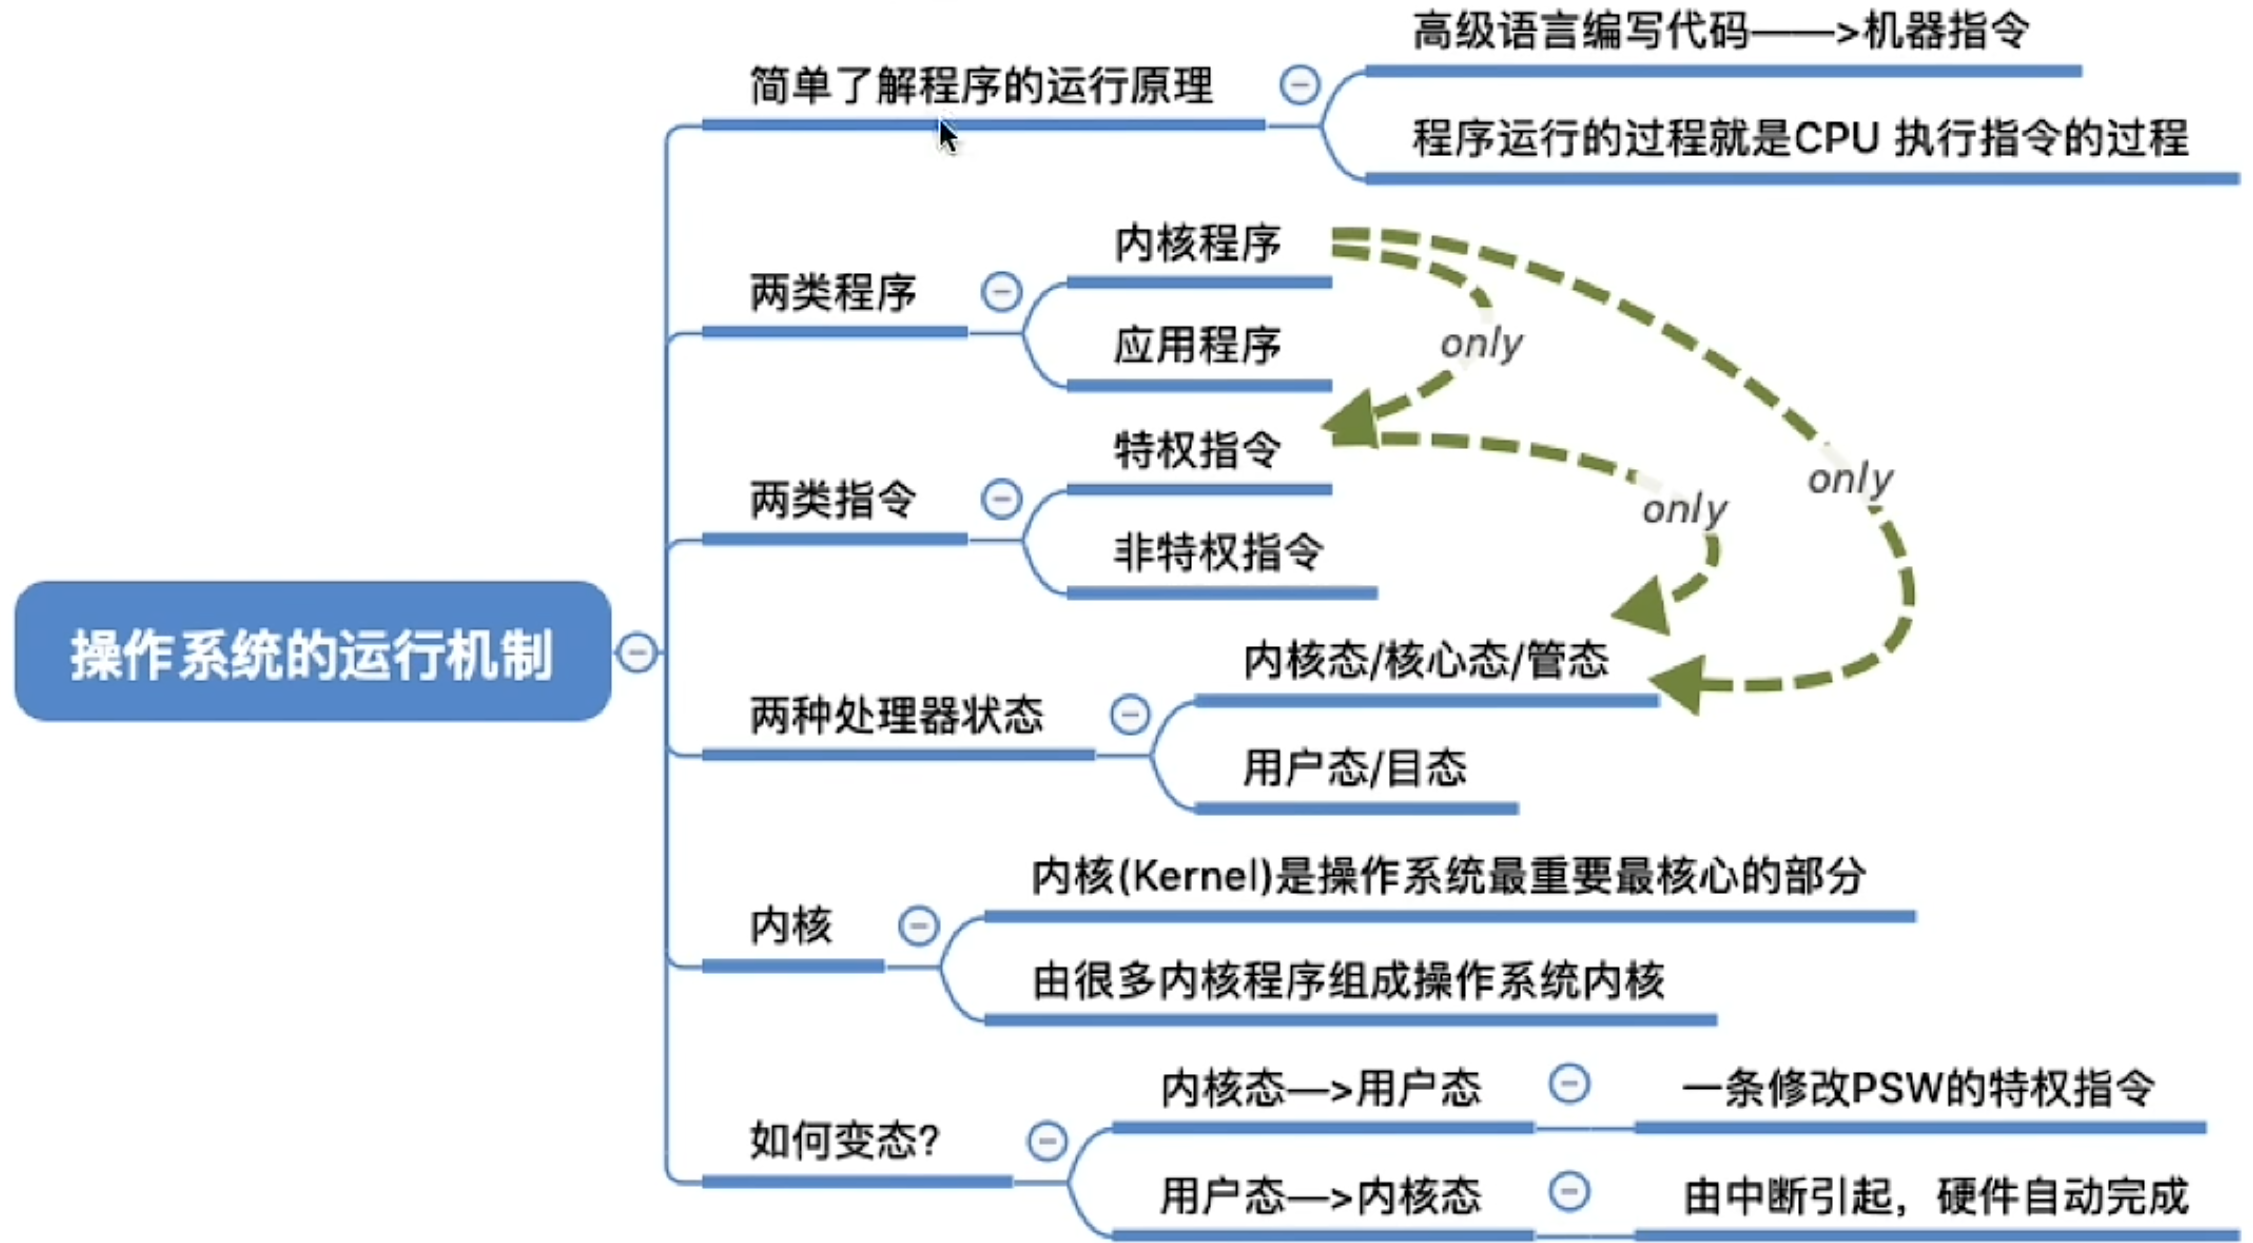 高级语言编写代码——>机器指令
简单了解程序的运行原理
程序运行的过程就是CPU 执行指令的过程
内核程序
两类程序
only
应用程序
特权指令
only
两类指令
only
非特权指令
操作系统的运行机制
内核态/核心态/管态
两种处理器状态
用户态/目态
内核(Kernel)是操作系统最重要最核心的部分
内核
由很多内核程序组成操作系统内核
内核态—>用户态
一条修改PSW的特权指令
如何变态?
用户态—>内核态
由中断引起，硬件自动完成